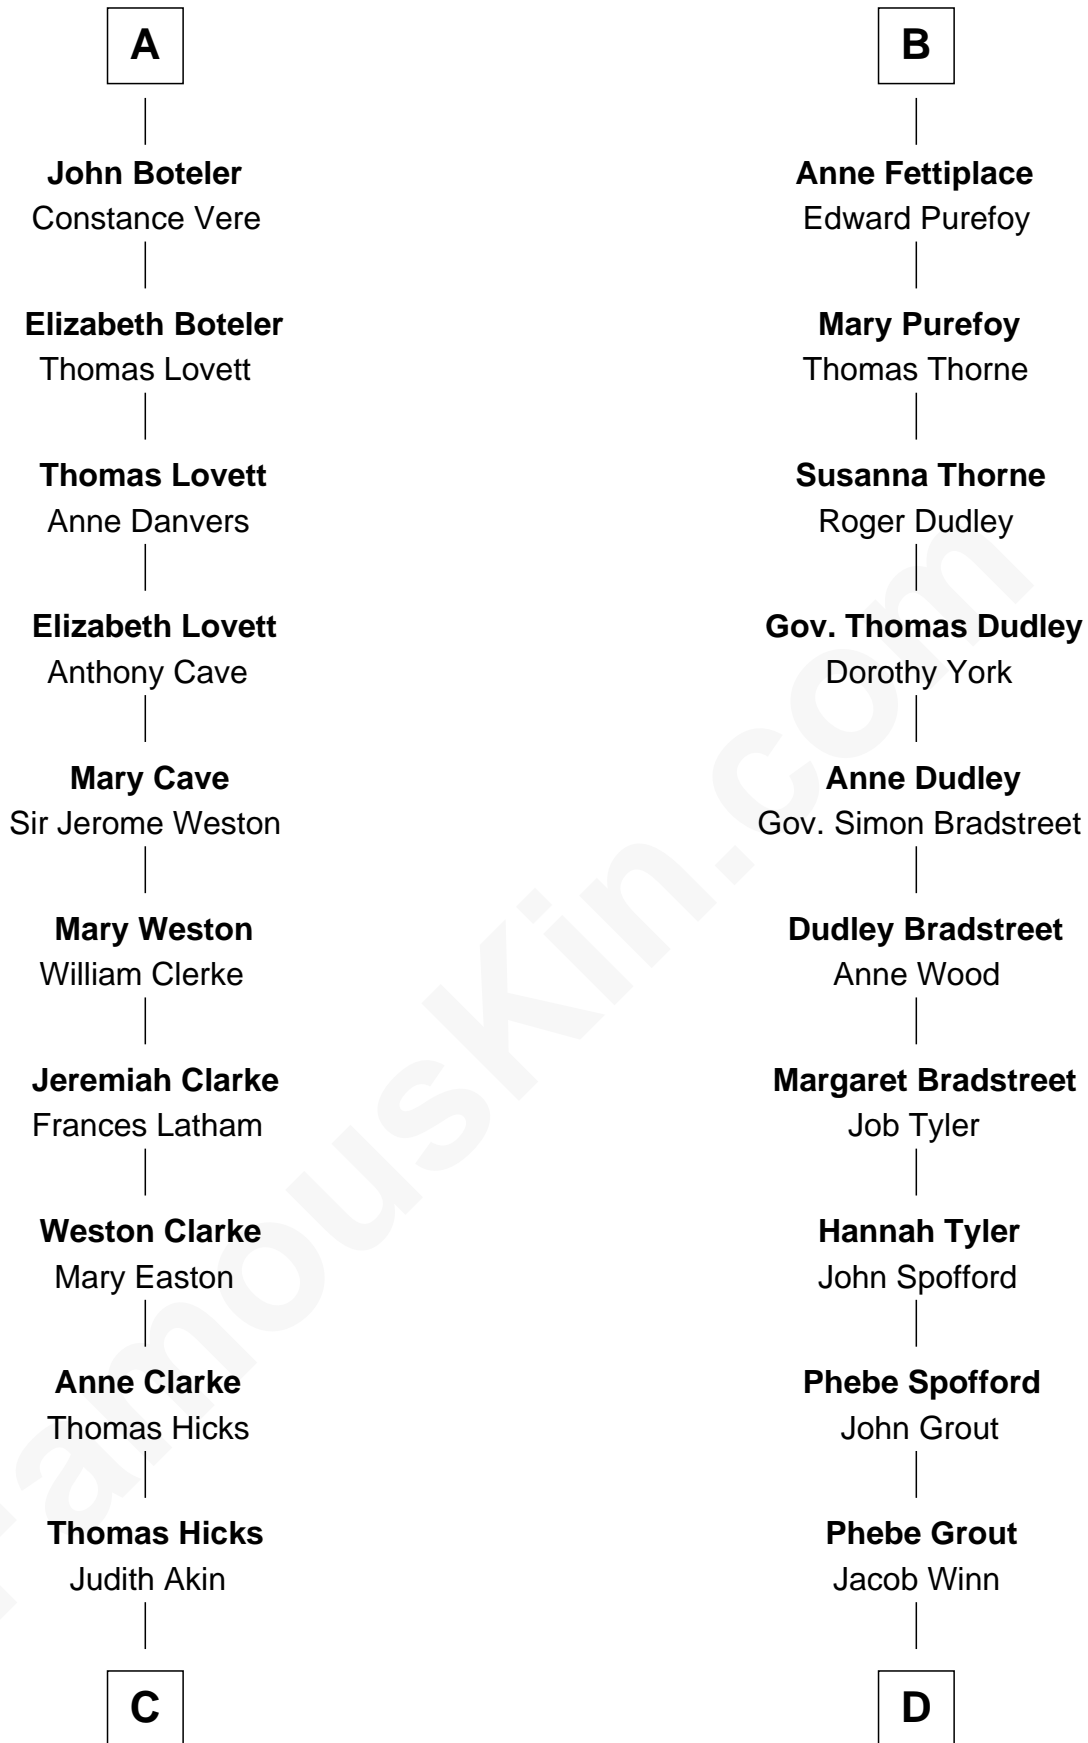 A
John Boteler
Constance Vere
Elizabeth Boteler
Thomas Lovett
Thomas Lovett
Anne Danvers
Elizabeth Lovett
Anthony Cave
Mary Cave
Sir Jerome Weston
Mary Weston
William Clerke
Jeremiah Clarke
Frances Latham
Weston Clarke
Mary Easton
Anne Clarke
Thomas Hicks
Thomas Hicks
Judith Akin
C
B
Anne Fettiplace
Edward Purefoy
Mary Purefoy
Thomas Thorne
Susanna Thorne
Roger Dudley
Gov. Thomas Dudley
Dorothy York
Anne Dudley
Gov. Simon Bradstreet
Dudley Bradstreet
Anne Wood
Margaret Bradstreet
Job Tyler
Hannah Tyler
John Spofford
Phebe Spofford
John Grout
Phebe Grout
Jacob Winn
D
FamousKin.com